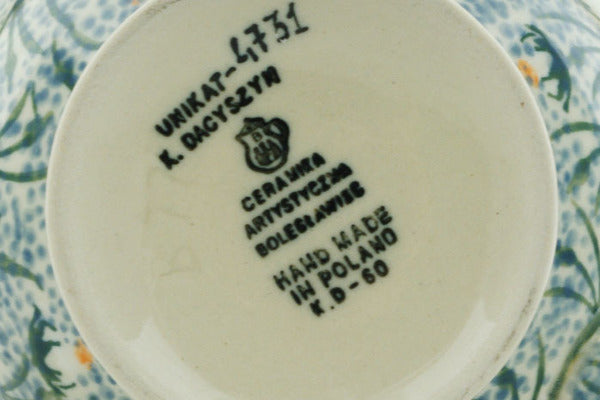 UNIKAT-4731
K. DACYSZYN
CERAMIKA
ARTYSTYCZNA
BOLESŁAWIEC
HAND MADE
IN POLAND
K.D-60